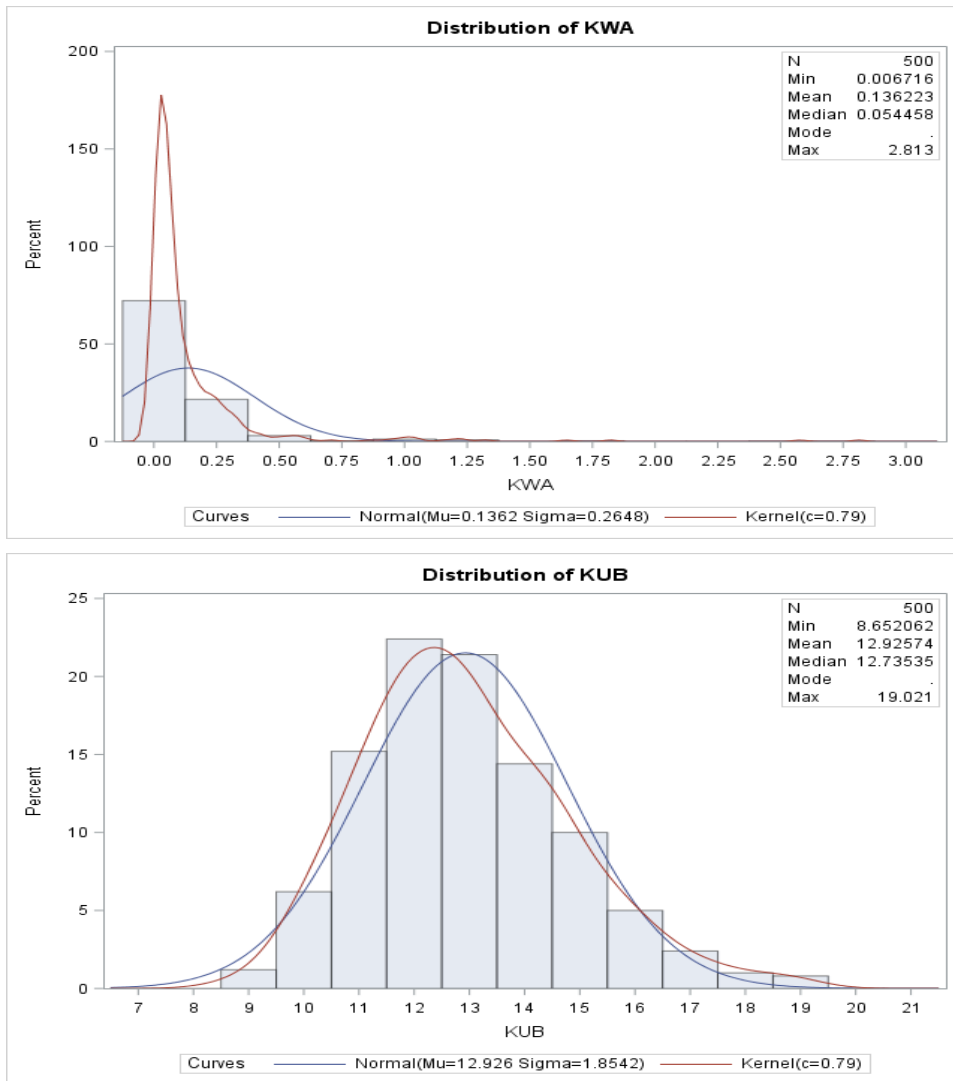 Distribution of KWA
200
150
100
50
0
Percent
N 500
Min 0.006716
Mean 0.136223
Median 0.054458
Mode .
Max 2.813
0.00 0.25 0.50 0.75 1.00 1.25 1.50 1.75 2.00 2.25 2.50 2.75 3.00
KWA
Curves Normal(Mu=0.1362 Sigma=0.2648) Kernel(c=0.79)
Distribution of KUB
25
20
15
10
5
0
Percent
N 500
Min 8.652062
Mean 12.92574
Median 12.73535
Mode .
Max 19.021
7 8 9 10 11 12 13 14 15 16 17 18 19 20 21
KUB
Curves Normal(Mu=12.926 Sigma=1.8542) Kernel(c=0.79)